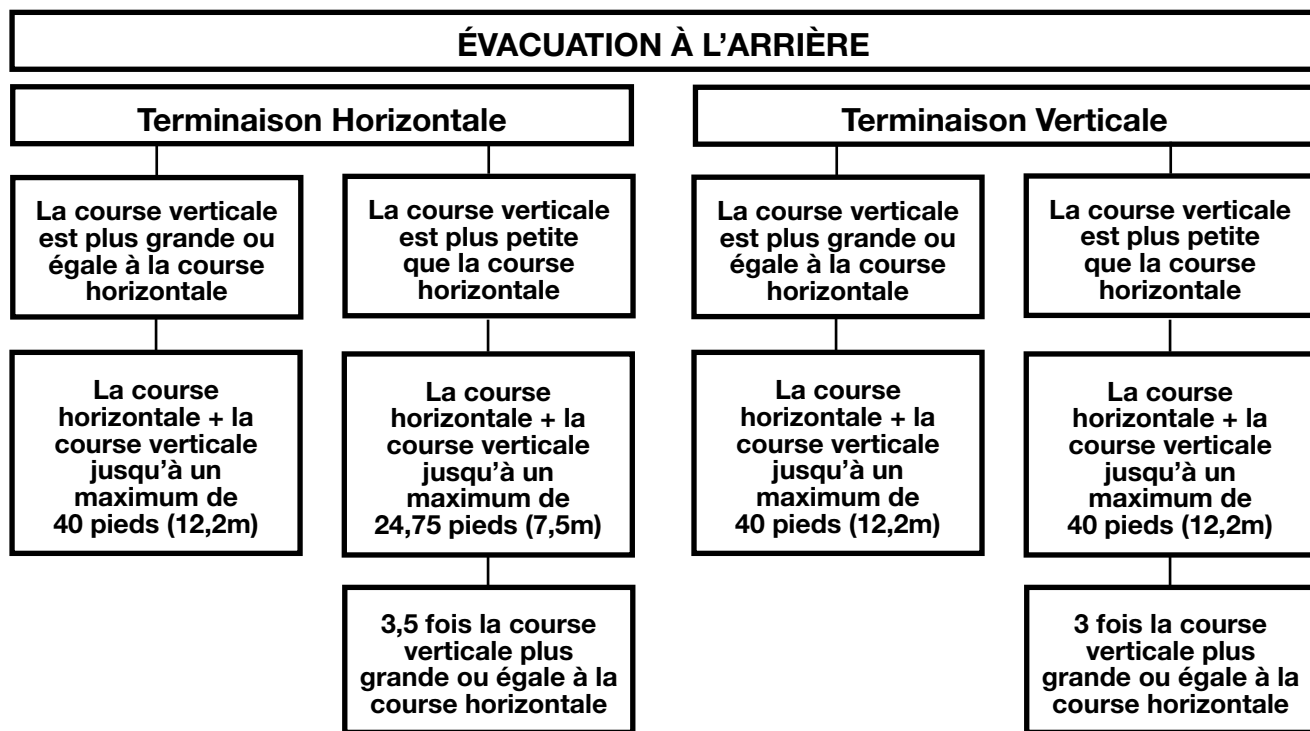 ÉVACUATION À L'ARRIÈRE
Terminaison Horizontale
La course verticale
est plus grande ou
égale à la course
horizontale
La course
horizontale + la
course verticale
jusqu'à un
maximum de
40 pieds (12,2m)
La course verticale
est plus petite
que la course
horizontale
La course
horizontale + la
course verticale
jusqu'à un
maximum de
24,75 pieds (7,5m)
3,5 fois la course
verticale plus
grande ou égale à la
course horizontale
Terminaison Verticale
La course verticale
est plus grande ou
égale à la course
horizontale
La course
horizontale + la
course verticale
jusqu'à un
maximum de
40 pieds (12,2m)
La course verticale
est plus petite
que la course
horizontale
La course
horizontale + la
course verticale
jusqu'à un
maximum de
40 pieds (12,2m)
3 fois la course
verticale plus
grande ou égale à la
course horizontale